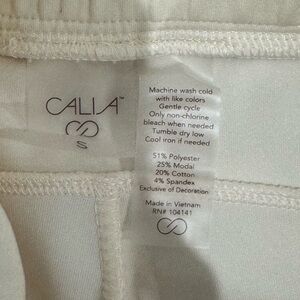 CALIA™
S
Machine wash cold
with like colors
Gentle cycle
Only non-chlorine
bleach when needed
Tumble dry low
Cool iron if needed
51% Polyester
25% Modal
20% Cotton
4% Spandex
Exclusive of Decoration
Made in Vietnam
RN# 104141